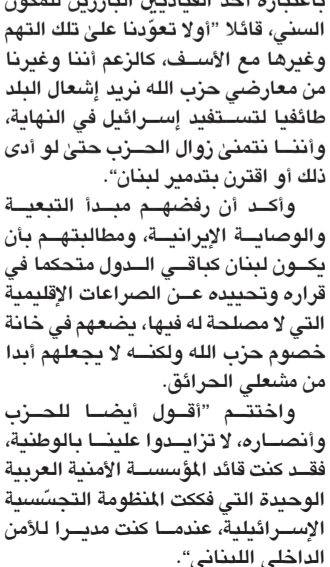 باعتباره أحد القياديين البارزين للمكون
السني، قائلا ”أولا تعوّدنا على تلك التهم
وغيرها مع الأسف، كالزعم أننا وغيرنا
من معارضي حزب الله نريد إشعال البلد
طائفيا لتستفيد إسرائيل في النهاية،
وأننا نتمنى زوال الحزب حتى لو أدى
ذلك أو اقترن بتدمير لبنان“.
وأكد أن رفضهم مبدأ التبعية
والوصاية الإيرانية، ومطالبتهم بأن
يكون لبنان كباقي الدول متحكما في
قراره وتحييده عن الصراعات الإقليمية
التي لا مصلحة له فيها، يضعهم في خانة
خصوم حزب الله ولكنه لا يجعلهم أبدا
من مشعلي الحرائق.
واختتم ”أقول أيضا للحزب
وأنصاره، لا تزايدوا علينا بالوطنية،
فقد كنت قائد المؤسسة الأمنية العربية
الوحيدة التي فككت المنظومة التجسّسية
الإسرائيلية، عندما كنت مديرا للأمن
الداخلي اللبناني“.